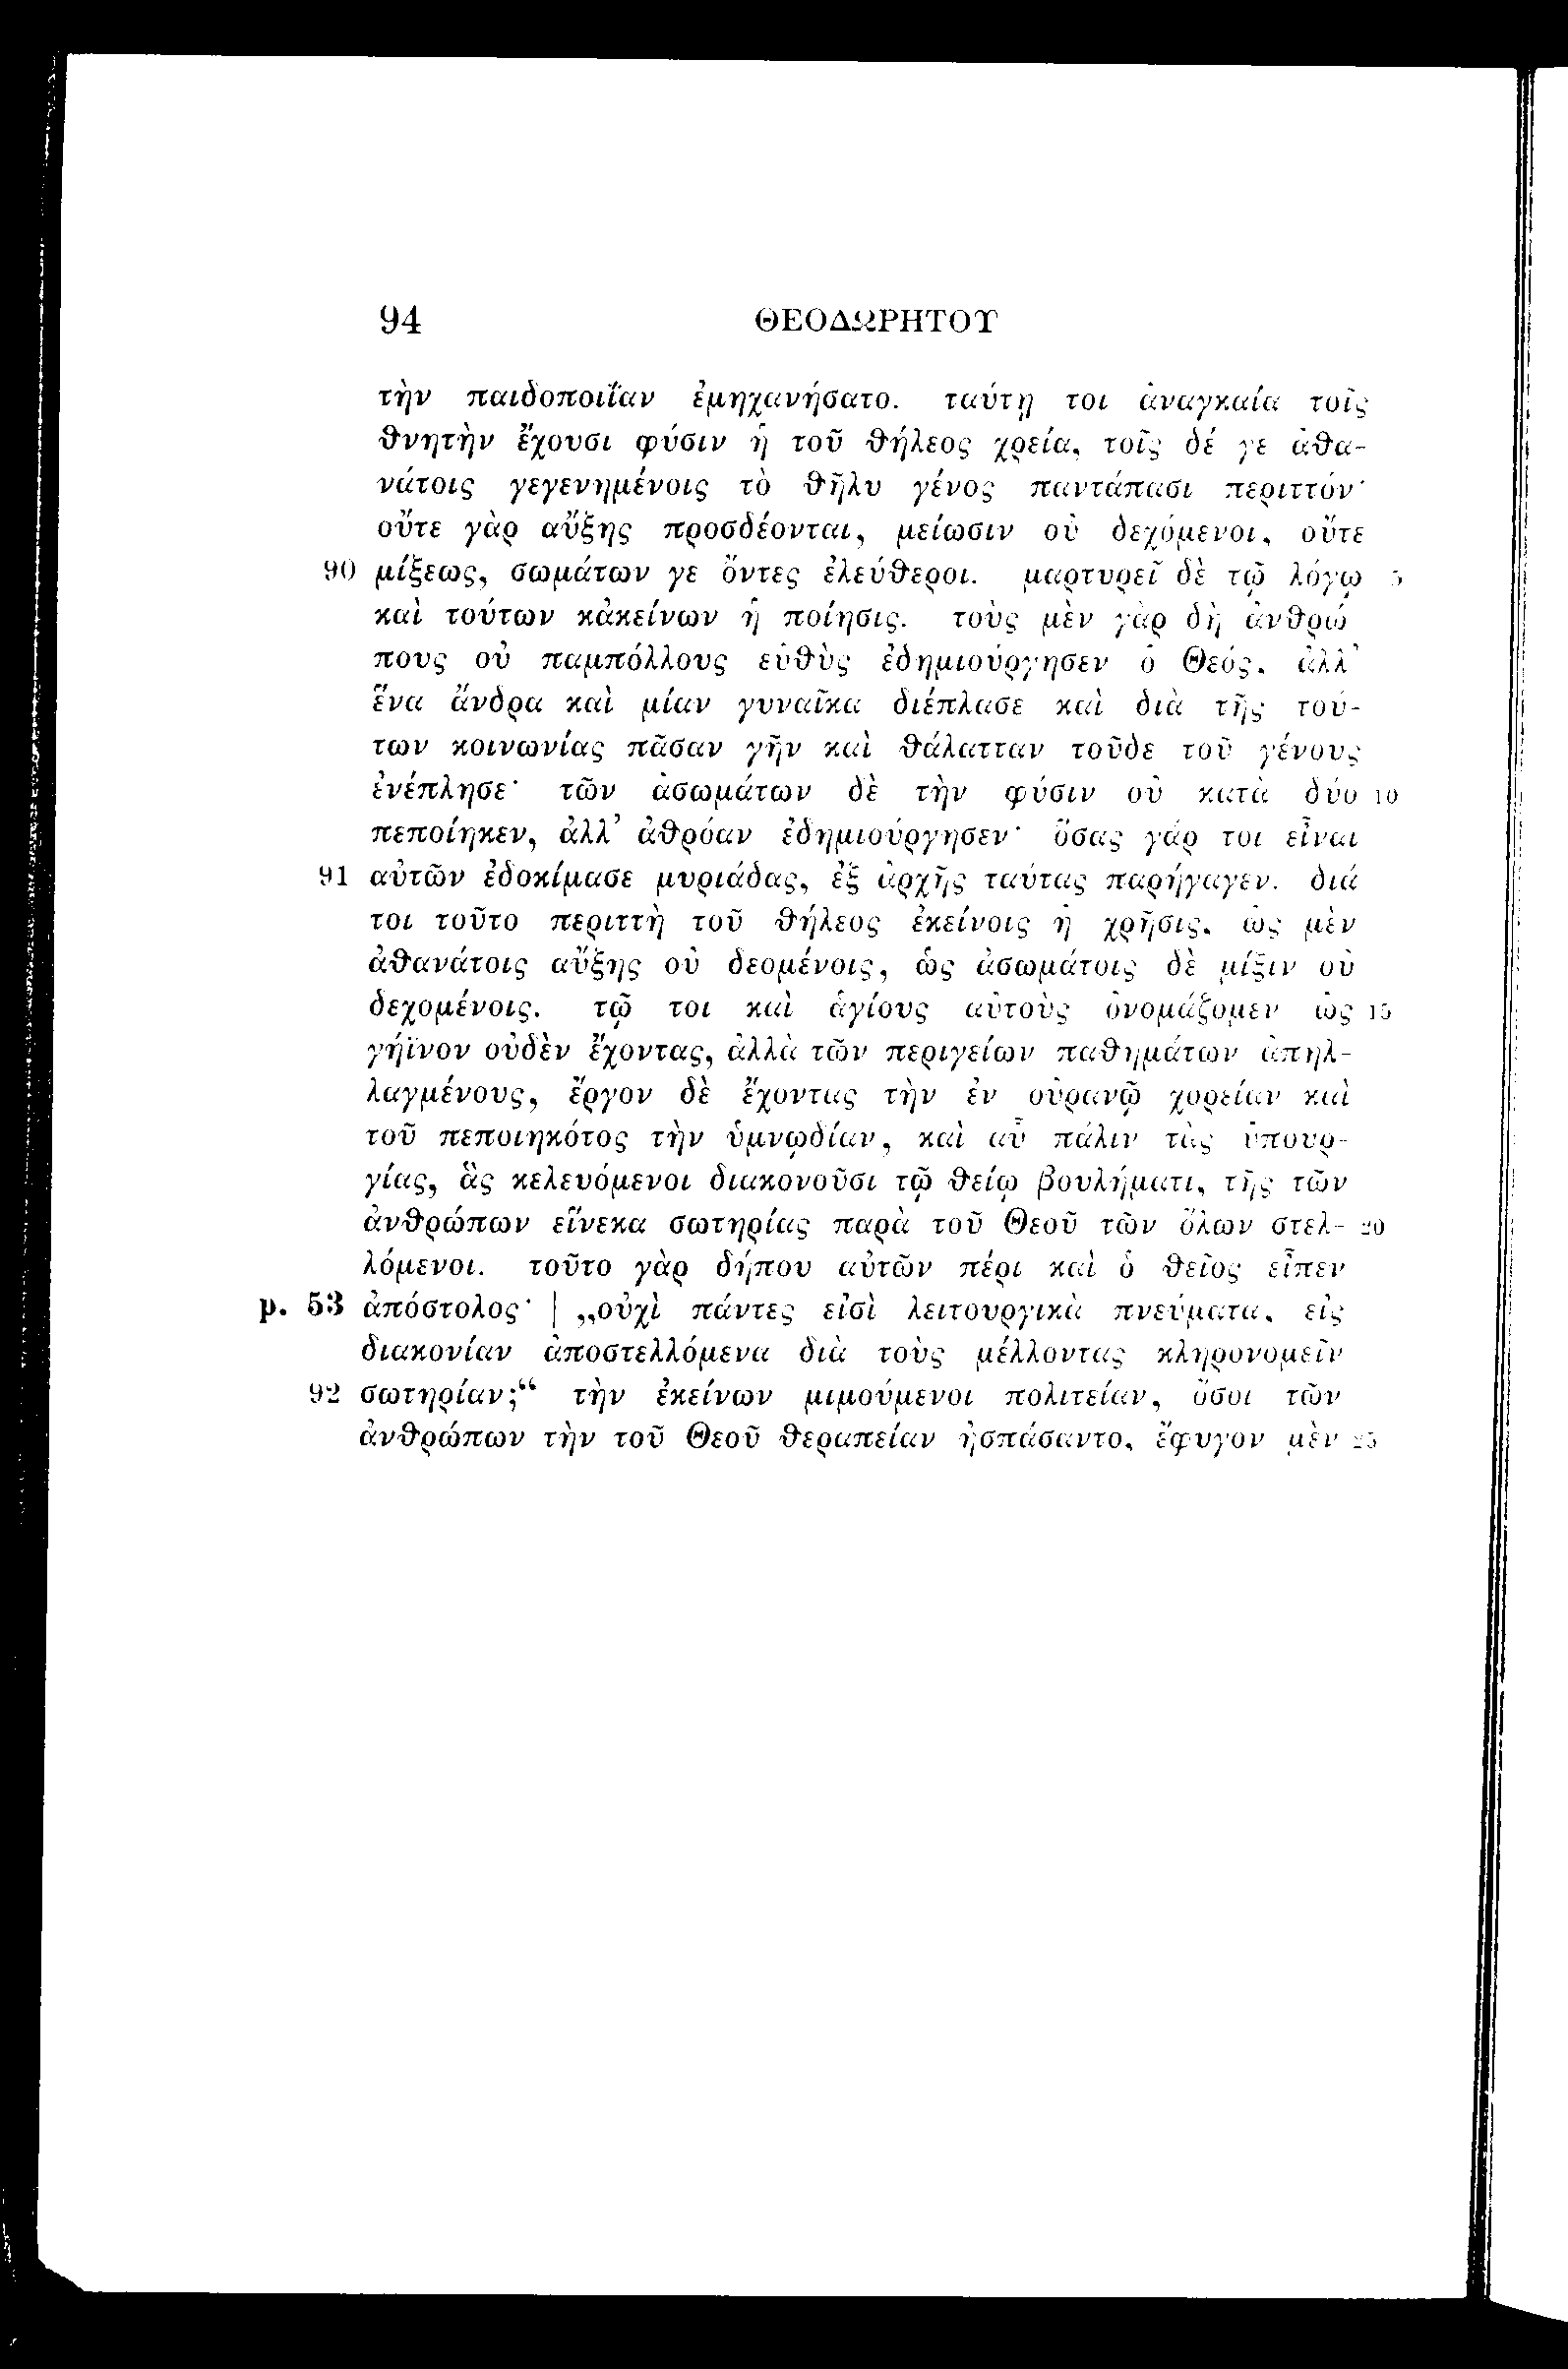 94 ΘΕΟΔΩΡΗΤΟΥ
τὴν παιδοποιΐαν ἐμηχανήσατο. ταύτῃ τοι ἀναγκαία τοῖς
θνητὴν ἔχουσι φύσιν ἡ τοῦ θήλεος χρεία, τοῖς δέ γε ἀθα-
νάτοις γεγενημένοις τὸ θῆλυ γένος παντάπασι περιττόν·
οὔτε γὰρ αὔξης προσδέονται, μείωσιν οὐ δεχόμενοι, οὔτε
90 μίξεως, σωμάτων γε ὄντες ἐλεύθεροι. μαρτυρεῖ δὲ τῷ λόγῳ 5
καὶ τούτων κἀκείνων ἡ ποίησις. τοὺς μὲν γὰρ δὴ ἀνθρώ
πους οὐ παμπόλλους εὐθὺς ἐδημιούργησεν ὁ Θεός, ἀλλ’
ἕνα ἄνδρα καὶ μίαν γυναῖκα διέπλασε καὶ διὰ τῆς τού-
των κοινωνίας πᾶσαν γῆν καὶ θάλατταν τοῦδε τοῦ γένους
ἐνέπλησε· τῶν ἀσωμάτων δὲ τὴν φύσιν οὐ κατὰ δύο 10
πεποίηκεν, ἀλλ’ ἀθρόαν ἐδημιούργησεν· ὅσας γάρ τοι εἶναι
91 αὐτῶν ἐδοκίμασε μυριάδας, ἐξ ἀρχῆς ταύτας παρήγαγεν. διά
τοι τοῦτο περιττὴ τοῦ θήλεος ἐκείνοις ἡ χρῆσις, ὡς μὲν
ἀθανάτοις αὔξης οὐ δεομένοις, ὡς ἀσωμάτοις δὲ μίξιν οὐ
δεχομένοις. τῷ τοι καὶ ἁγίους αὐτοὺς ὀνομάζομεν ὡς 15
γήϊνον οὐδὲν ἔχοντας, ἀλλὰ τῶν περιγείων παθημάτων ἀπηλ-
λαγμένους, ἔργον δὲ ἔχοντας τὴν ἐν οὐρανῷ χορείαν καὶ
τοῦ πεποιηκότος τὴν ὑμνῳδίαν, καὶ αὖ πάλιν τὰς ὑπουρ-
γίας, ἃς κελευόμενοι διακονοῦσι τῷ θείῳ βουλήματι, τῆς τῶν
ἀνθρώπων εἵνεκα σωτηρίας παρὰ τοῦ Θεοῦ τῶν ὅλων στελ- 20
λόμενοι. τοῦτο γὰρ δήπου αὐτῶν πέρι καὶ ὁ θεῖος εἶπεν
p. 53 ἀπόστολος· | „οὐχὶ πάντες εἰσὶ λειτουργικὰ πνεύματα, εἰς
διακονίαν ἀποστελλόμενα διὰ τοὺς μέλλοντας κληρονομεῖν
92 σωτηρίαν;“ τὴν ἐκείνων μιμούμενοι πολιτείαν, ὅσοι τῶν
ἀνθρώπων τὴν τοῦ Θεοῦ θεραπείαν ἠσπάσαντο, ἔφυγον μὲν 25